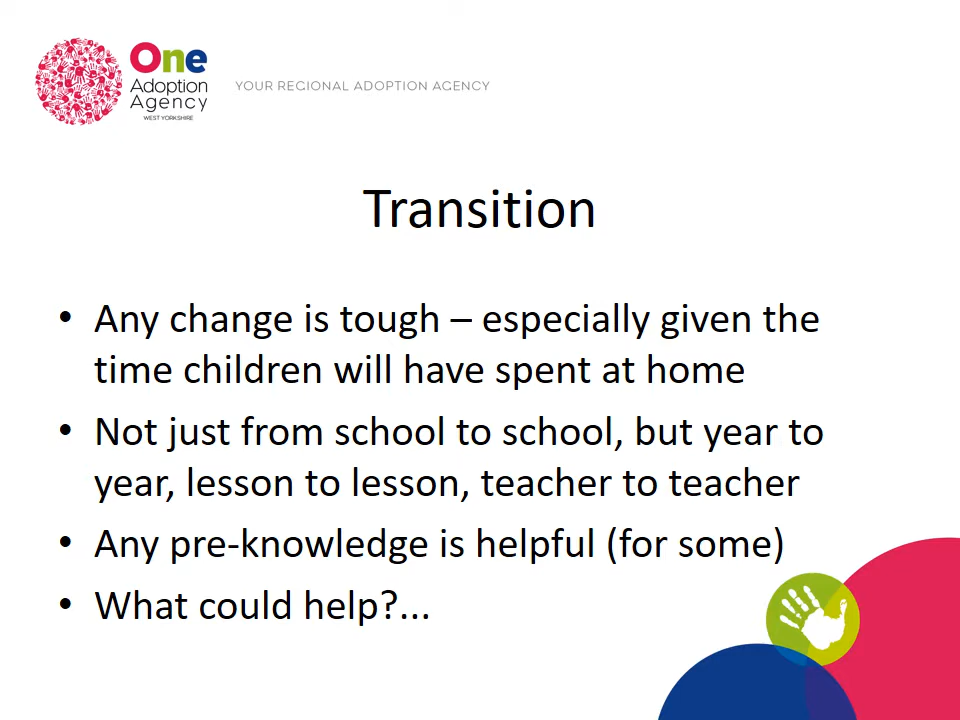 One
Adoption
Agency
WEST YORKSHIRE
YOUR REGIONAL ADOPTION AGENCY
Transition
• Any change is tough – especially given the
time children will have spent at home
• Not just from school to school, but year to
year, lesson to lesson, teacher to teacher
• Any pre-knowledge is helpful (for some)
• What could help?...